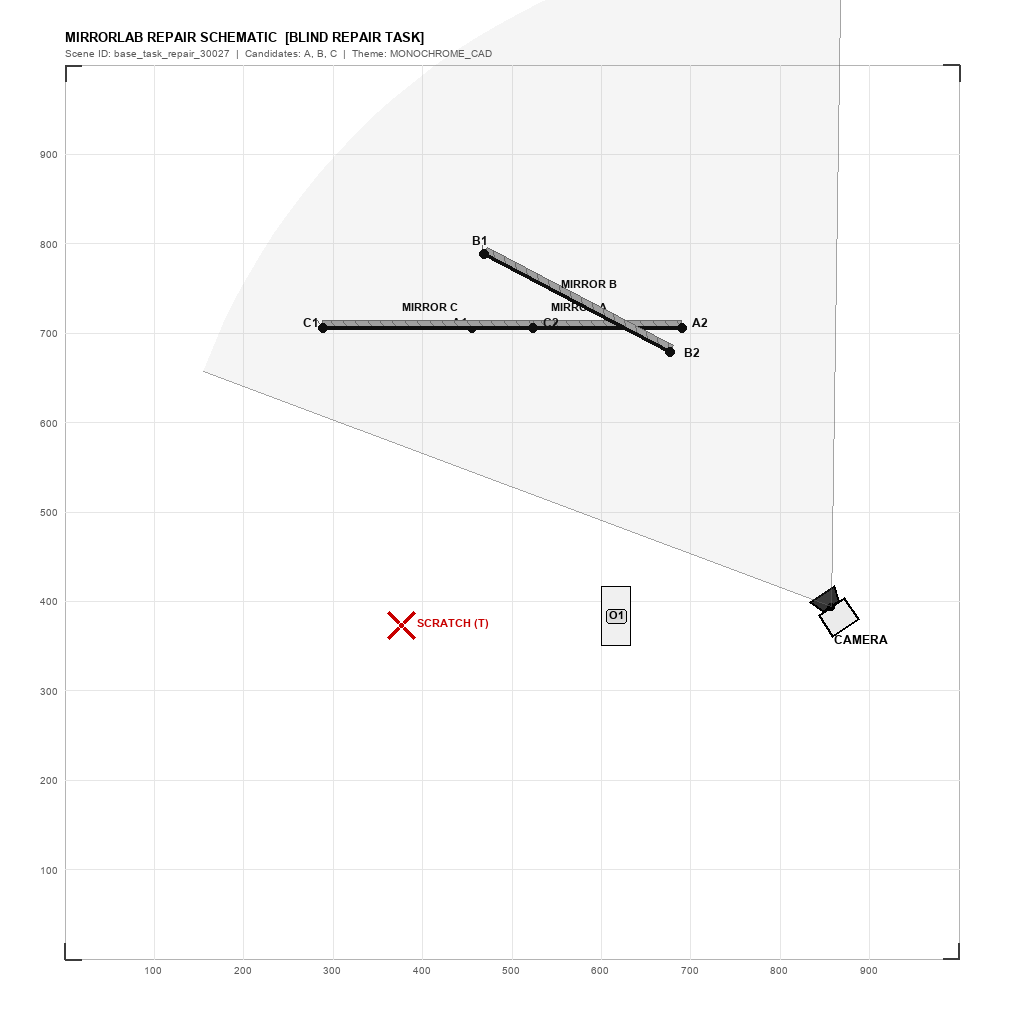 MIRRORLAB REPAIR SCHEMATIC [BLIND REPAIR TASK]
Scene ID: base_task_repair_30027 | Candidates: A, B, C | Theme: MONOCHROME_CAD
900
800
700
600
500
400
300
200
100
B1
MIRROR B
MIRROR C
C1
C2
A2
B2
O1
SCRATCH (T)
CAMERA
100
200
300
400
500
600
700
800
900